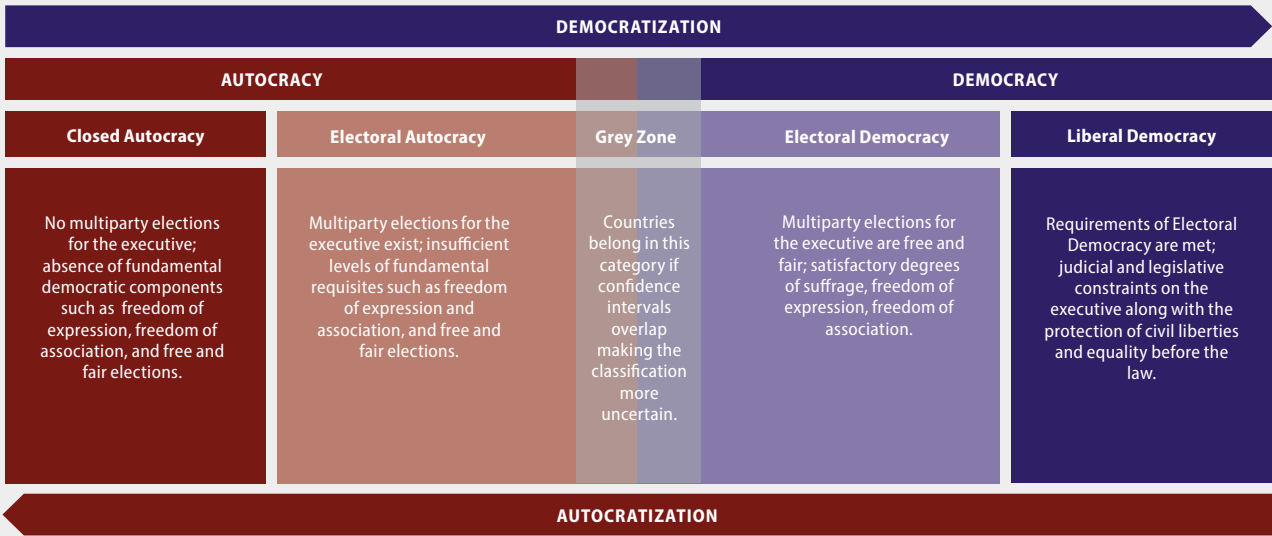 DEMOCRATIZATION
AUTOCRACY
DEMOCRACY
Closed Autocracy
Electoral Autocracy
Grey Zone
Electoral Democracy
Liberal Democracy
No multiparty elections
for the executive;
absence of fundamental
democratic components
such as freedom of
expression, freedom of
association, and free and
fair elections.
Multiparty elections for the
executive exist; insufficient
levels of fundamental
requisites such as freedom
of expression and
association, and free and
fair elections.
Countries
belong in this
category if
confidence
intervals
overlap
making the
classification
more
uncertain.
Multiparty elections for
the executive are free and
fair; satisfactory degrees
of suffrage, freedom of
expression, freedom of
association.
Requirements of Electoral
Democracy are met;
judicial and legislative
constraints on the
executive along with the
protection of civil liberties
and equality before the
law.
AUTOCRATIZATION